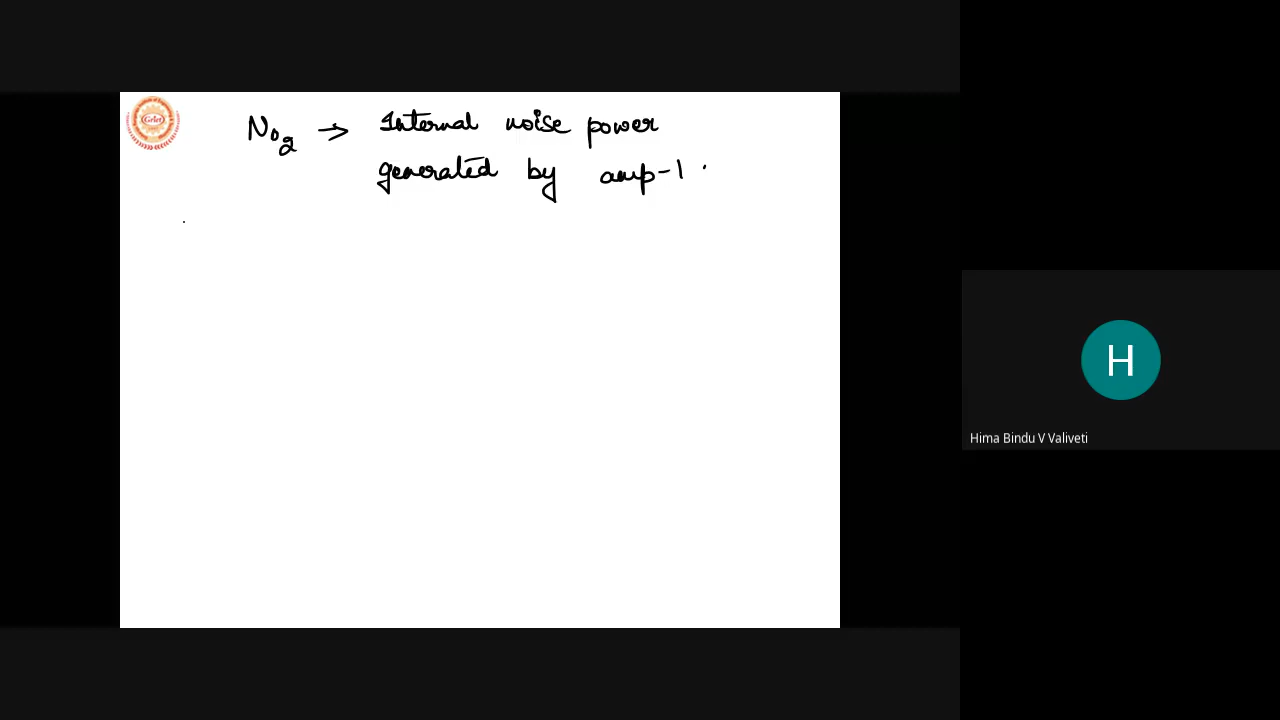 No2 → Internal noise power
generated by amp-1.
H
Hima Bindu V Valiveti